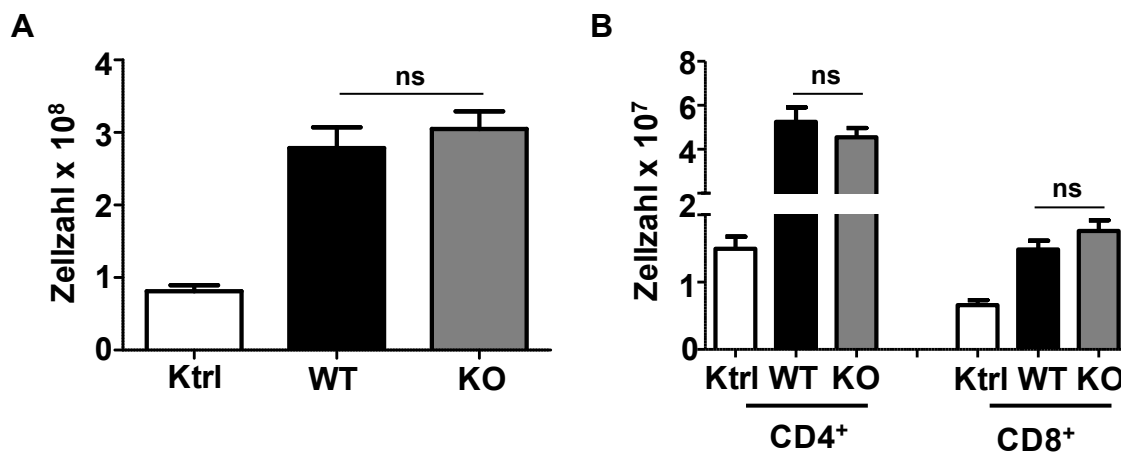 A
Zellzahl x 10⁸
4
3
2
1
0
ns
Ktrl WT KO
B
Zellzahl x 10⁷
8
6
4
2
1
0
ns
ns
Ktrl WT KO Ktrl WT KO
CD4⁺ CD8⁺